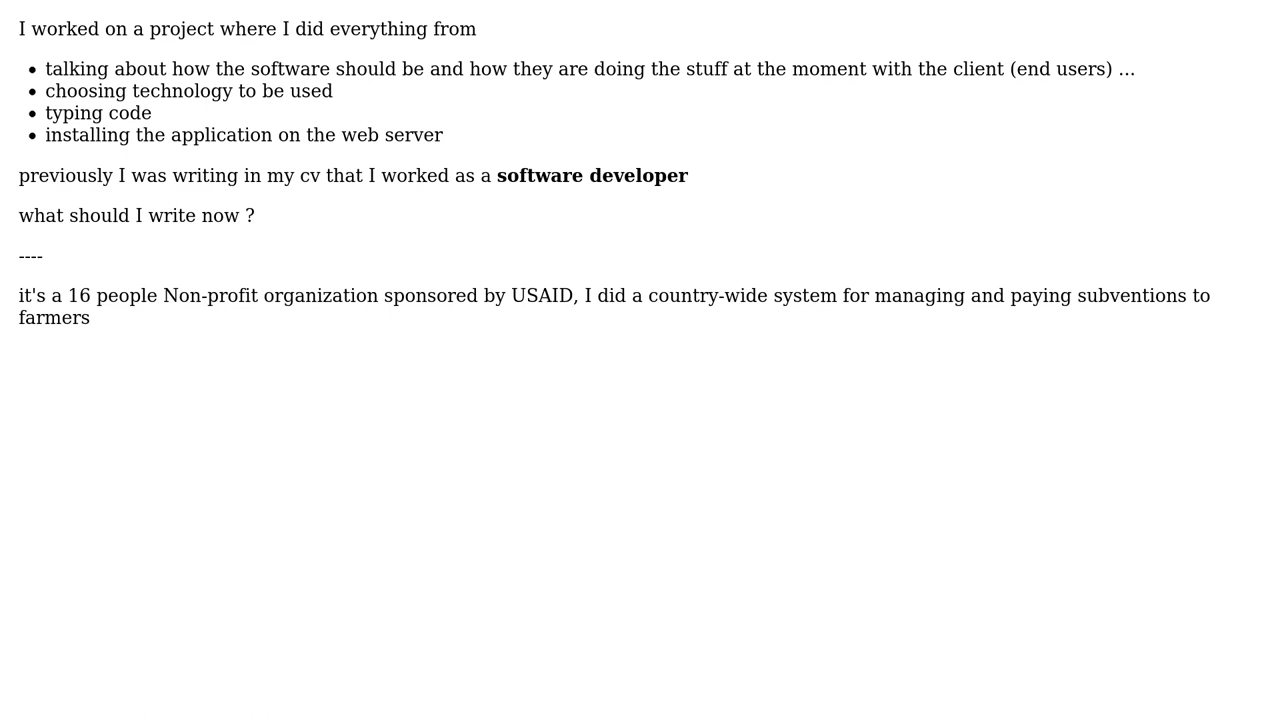 I worked on a project where I did everything from
• talking about how the software should be and how they are doing the stuff at the moment with the client (end users) ...
• choosing technology to be used
• typing code
• installing the application on the web server
previously I was writing in my cv that I worked as a software developer
what should I write now ?
----
it's a 16 people Non-profit organization sponsored by USAID, I did a country-wide system for managing and paying subventions to
farmers